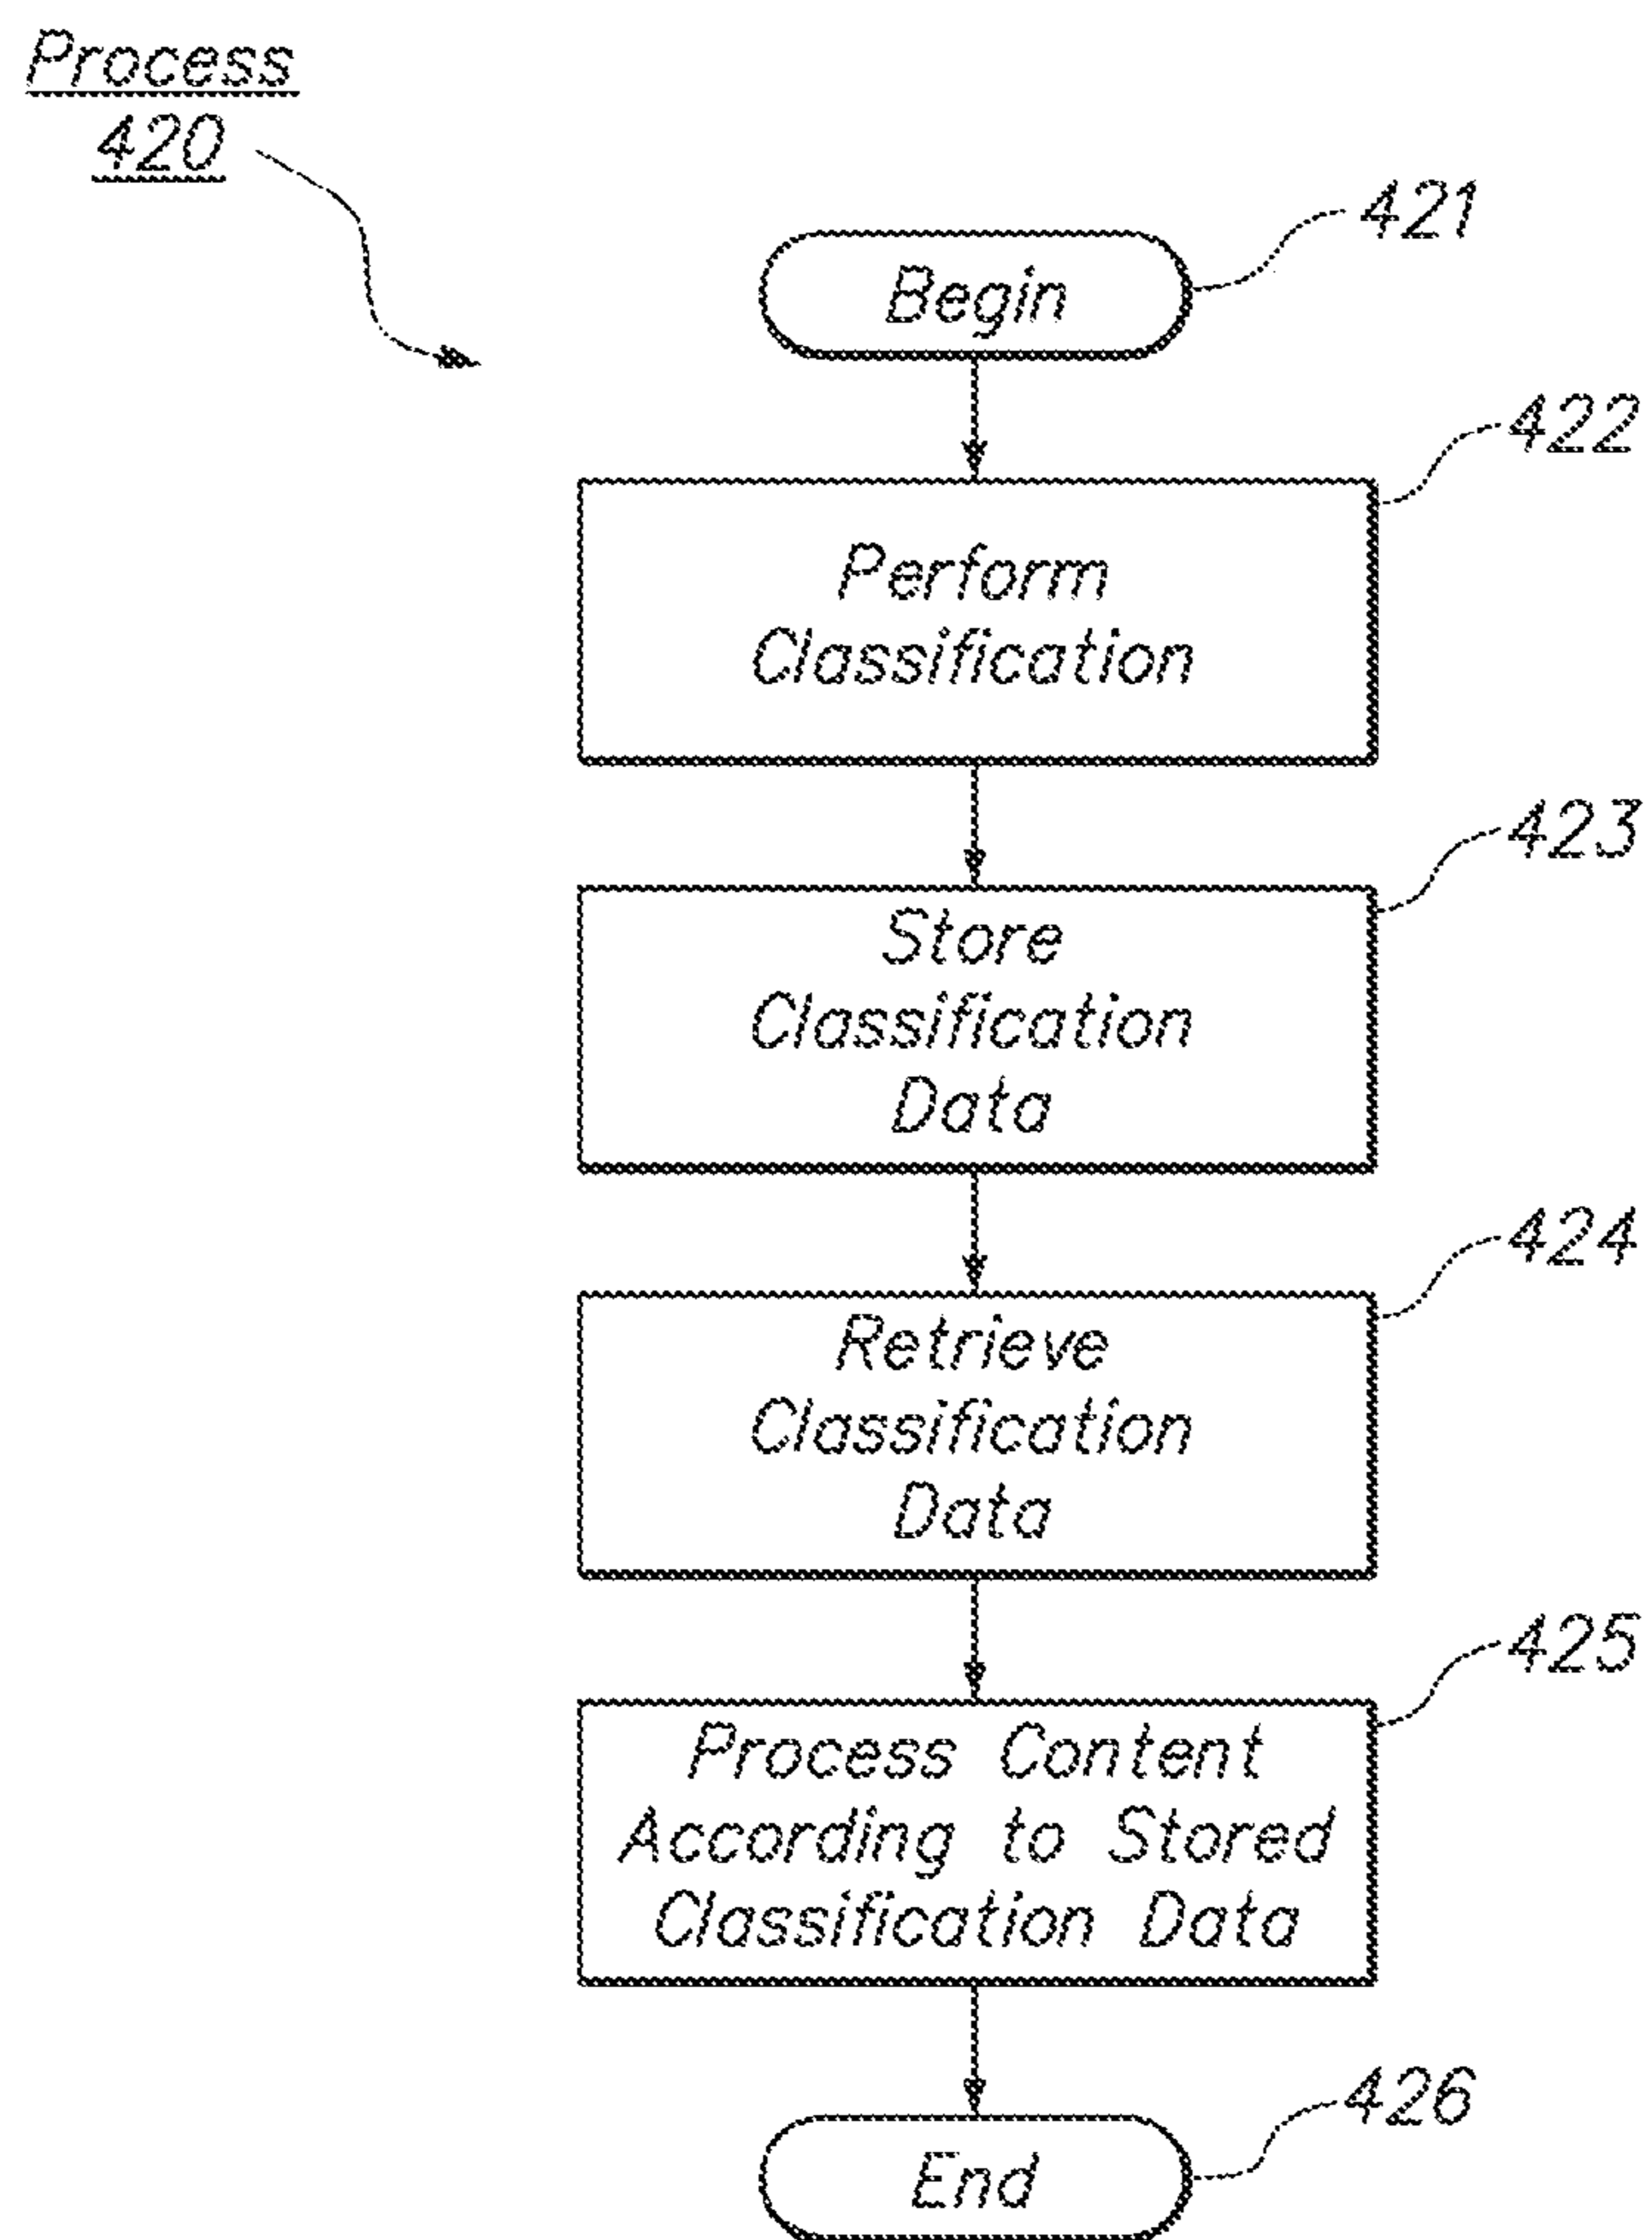 Process
420
421
Begin
422
Perform
Classification
423
Store
Classification
Data
424
Retrieve
Classification
Data
425
Process Content
According to Stored
Classification Data
426
End